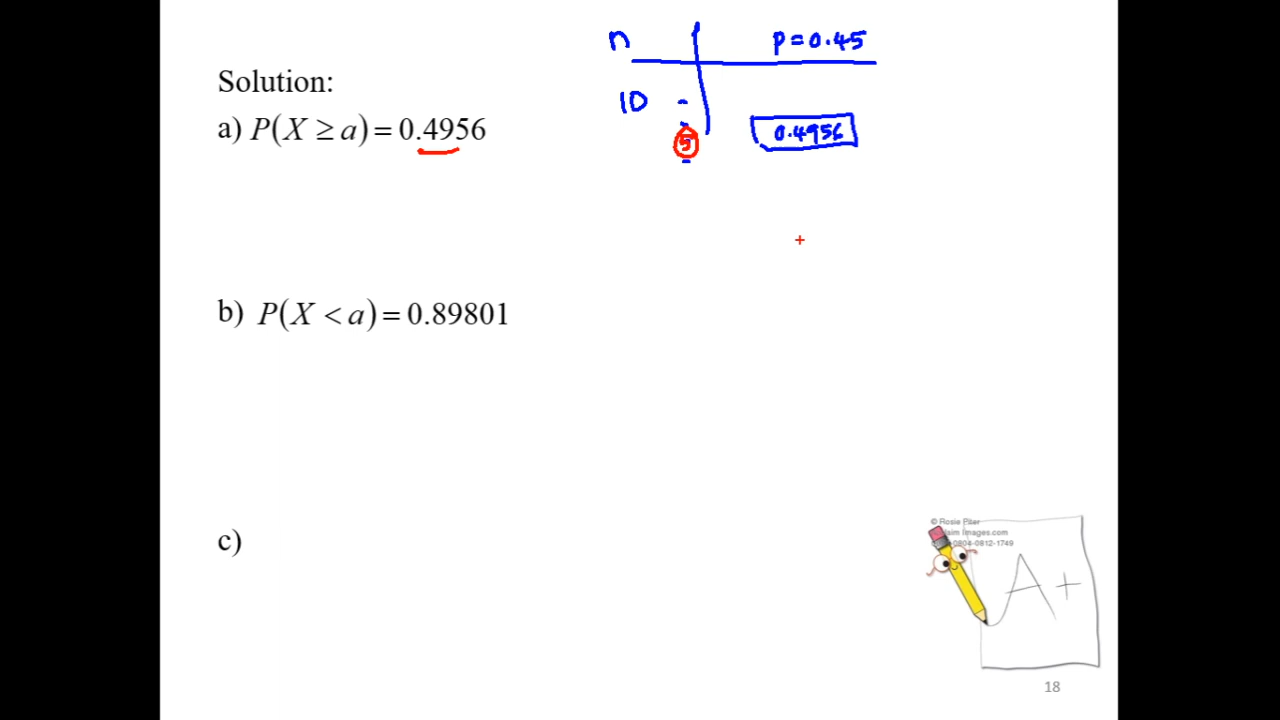 n p = 0.45
Solution:
10
a) P(X ≥ a) = 0.4956
5 0.4956
b) P(X < a) = 0.89801
c)
A+
18